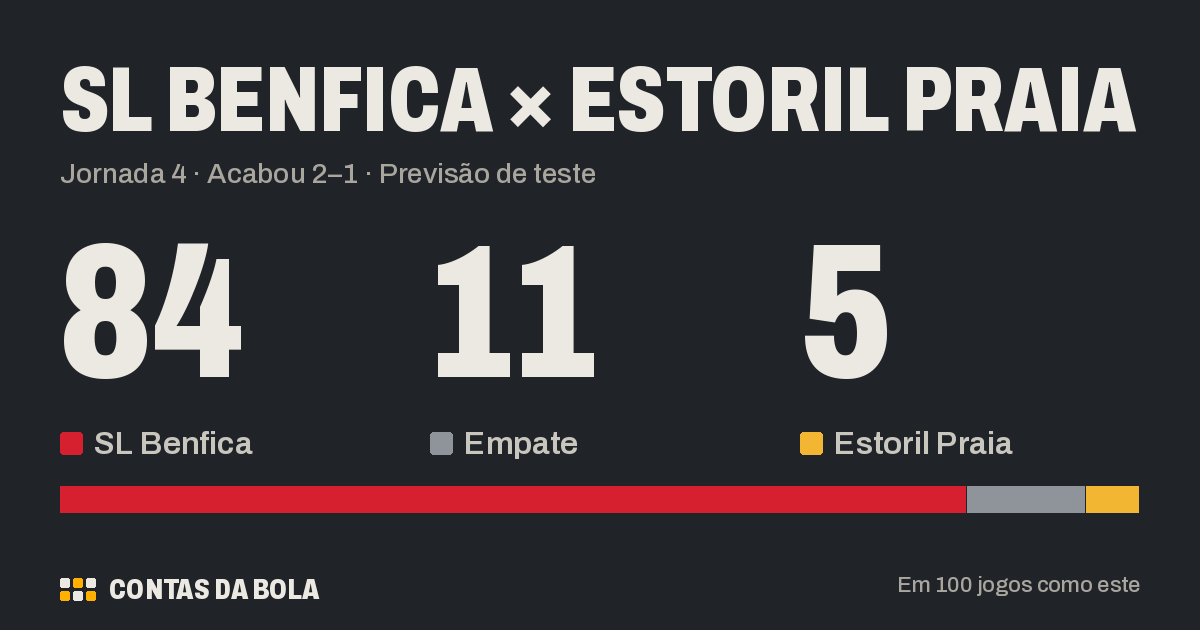 SL BENFICA × ESTORIL PRAIA
Jornada 4 · Acabou 2–1 · Previsão de teste
84 11 5
SL Benfica Empate Estoril Praia
CONTAS DA BOLA Em 100 jogos como este